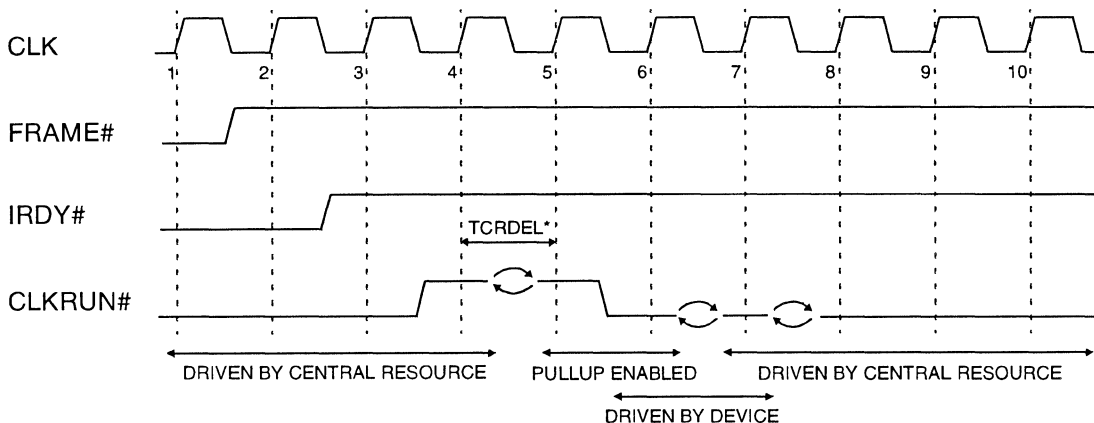 CLK
1 2 3 4 5 6 7 8 9 10
FRAME#
IRDY#
TCRDEL*
CLKRUN#
DRIVEN BY CENTRAL RESOURCE PULLUP ENABLED DRIVEN BY CENTRAL RESOURCE
DRIVEN BY DEVICE